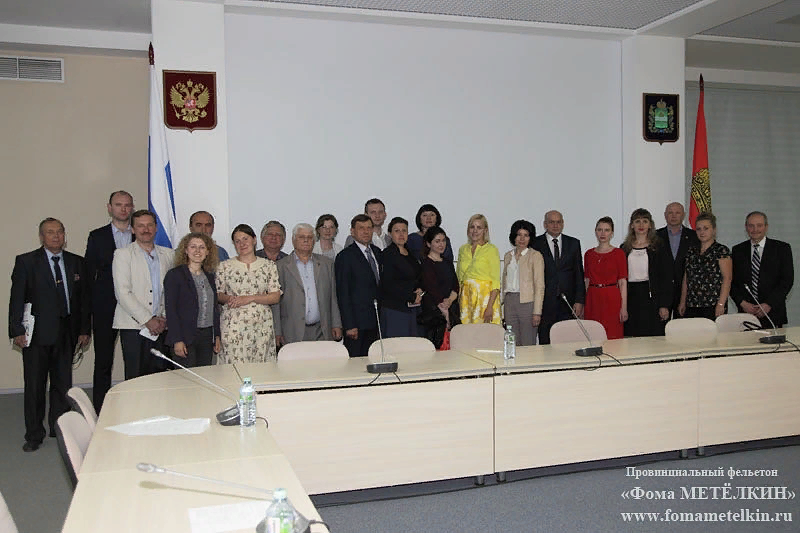 Провинциальный фельетон
«Фома МЕТЁЛКИН»
www.fomametelkin.ru